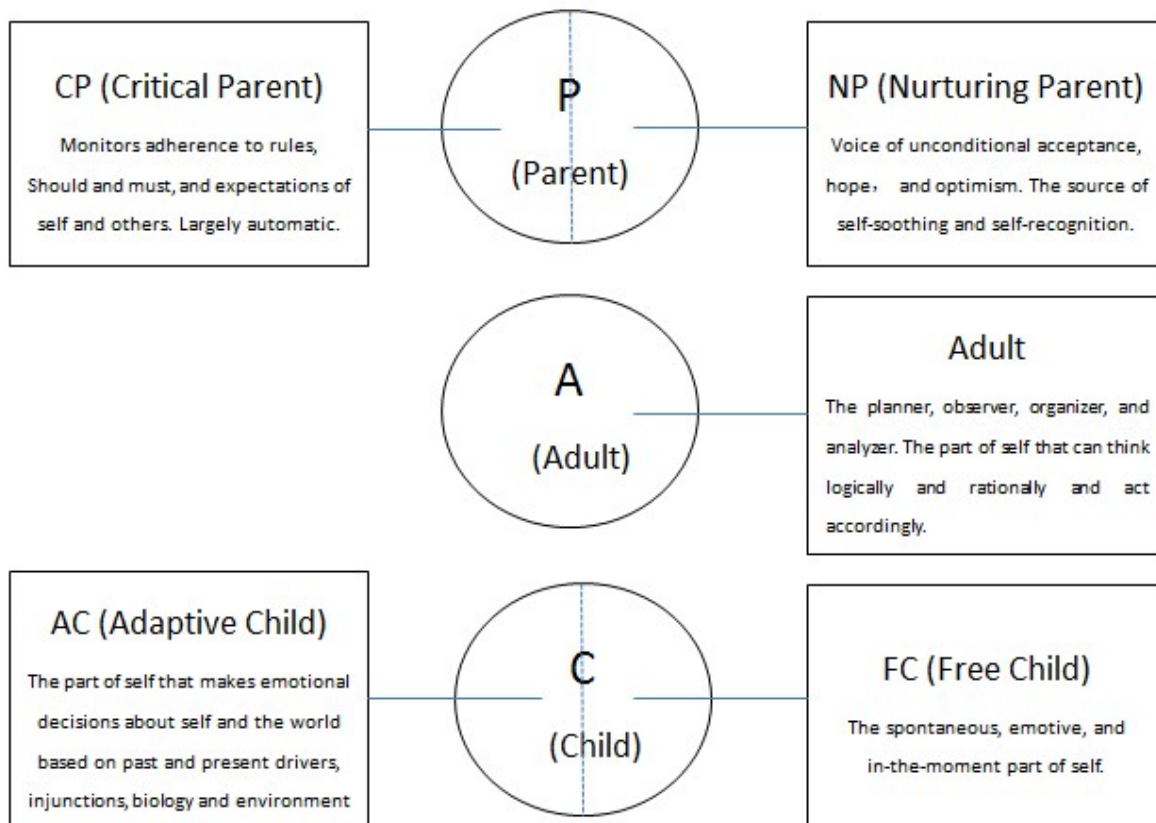 CP (Critical Parent)
Monitors adherence to rules,
Should and must, and expectations of
self and others. Largely automatic.
P
(Parent)
NP (Nurturing Parent)
Voice of unconditional acceptance,
hope， and optimism. The source of
self-soothing and self-recognition.
A
(Adult)
Adult
The planner, observer, organizer, and
analyzer. The part of self that can think
logically and rationally and act
accordingly.
AC (Adaptive Child)
The part of self that makes emotional
decisions about self and the world
based on past and present drivers,
injunctions, biology and environment
C
(Child)
FC (Free Child)
The spontaneous, emotive, and
in-the-moment part of self.